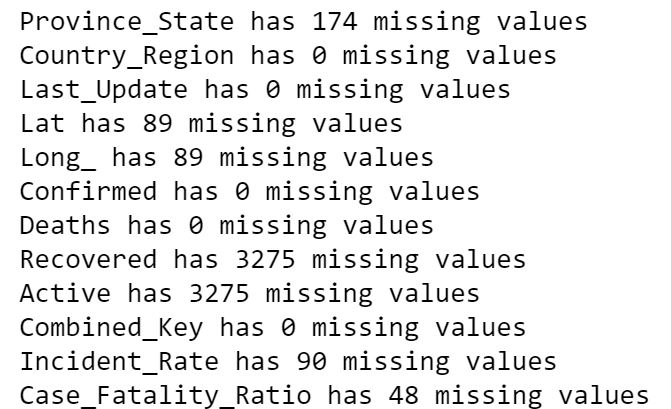 Province_State has 174 missing values
Country_Region has 0 missing values
Last_Update has 0 missing values
Lat has 89 missing values
Long_ has 89 missing values
Confirmed has 0 missing values
Deaths has 0 missing values
Recovered has 3275 missing values
Active has 3275 missing values
Combined_Key has 0 missing values
Incident_Rate has 90 missing values
Case_Fatality_Ratio has 48 missing values